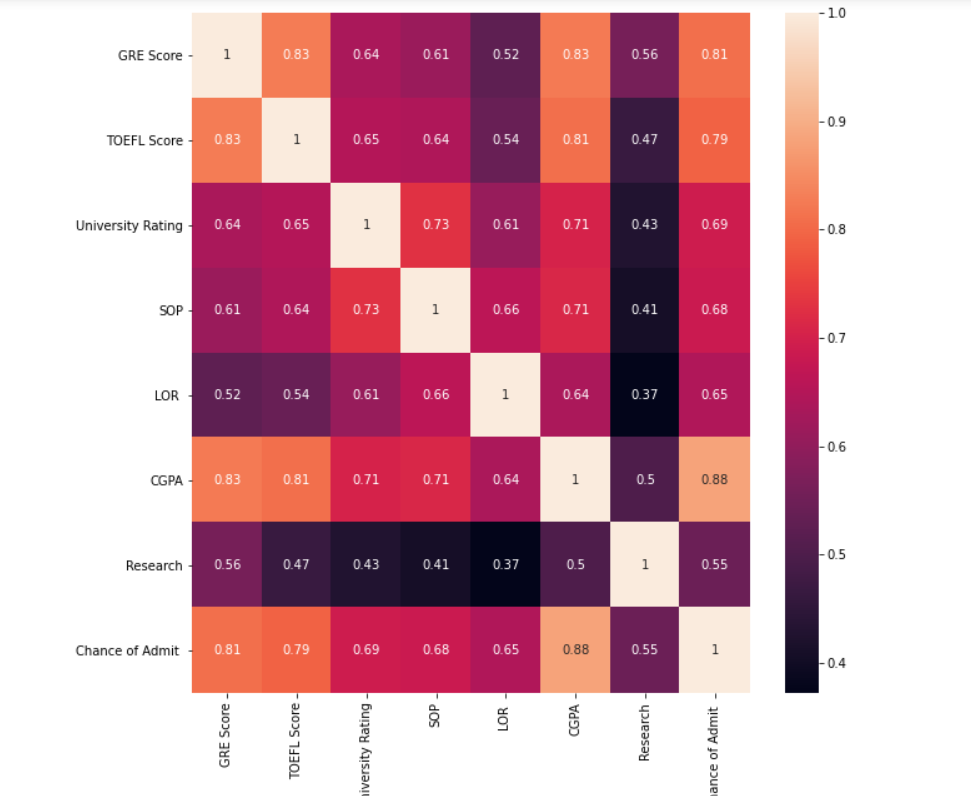 GRE Score 1 0.83 0.64 0.61 0.52 0.83 0.56 0.81
TOEFL Score 0.83 1 0.65 0.64 0.54 0.81 0.47 0.79
University Rating 0.64 0.65 1 0.73 0.61 0.71 0.43 0.69
SOP 0.61 0.64 0.73 1 0.66 0.71 0.41 0.68
LOR 0.52 0.54 0.61 0.66 1 0.64 0.37 0.65
CGPA 0.83 0.81 0.71 0.71 0.64 1 0.5 0.88
Research 0.56 0.47 0.43 0.41 0.37 0.5 1 0.55
Chance of Admit 0.81 0.79 0.69 0.68 0.65 0.88 0.55 1
GRE Score
TOEFL Score
iversity Rating
SOP
LOR
CGPA
Research
ance of Admit
1.0
0.9
0.8
0.7
0.6
0.5
0.4